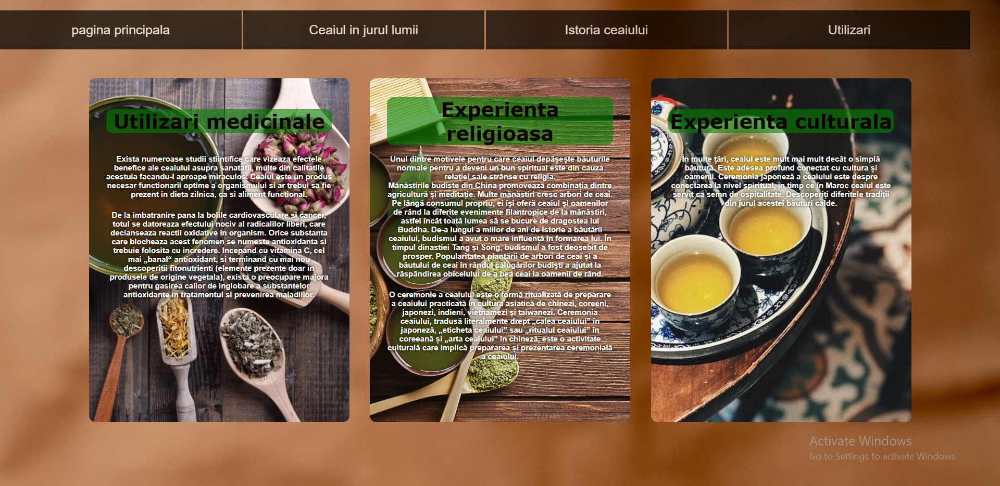 pagina principala
Ceaiul in jurul lumii
Istoria ceaiului
Utilizari
Utilizari medicinale
Exista numeroase studii stiintifice care vizeaza efectele
benefice ale ceaiului asupra sanatatii, multe din calitatile
acestuia facandu-l aproape miraculos. Ceaiul este un produs
necesar functionarii optime a organismului si ar trebui sa fie
prezent in dieta zilnica, ca si aliment functional.
De la imbatranire pana la bolile cardiovasculare si cancer,
totul se datoreaza efectului nociv al radicalilor liberi, care
declanseaza reactii oxidative in organism. Orice substanta
care blocheaza acest fenomen se numeste antioxidanta si
trebuie folosita cu incredere. Incepand cu vitamina C, cel
mai „banal“ antioxidant, si terminand cu mai nou
descoperitii fitonutrienti (elemente prezente doar in
produsele de origine vegetala), exista o preocupare majora
pentru gasirea cailor de inglobare a substantelor
antioxidante in tratamentul si prevenirea maladiilor.
Experienta
religioasa
Unul dintre motivele pentru care ceaiul depășește băuturile
normale pentru a deveni un bun spiritual este din cauza
relației sale strânse cu religia.
Mănăstirile budiste din China promovează combinația dintre
agricultură și meditație. Multe mănăstiri cresc arbori de ceai.
Pe lângă consumul propriu, ei își oferă ceaiul și oamenilor
de rând la diferite evenimente filantropice de la mănăstiri,
astfel încât toată lumea să se bucure de dragostea lui
Buddha. De-a lungul a miilor de ani de istorie a băutării
ceaiului, budismul a avut o mare influență în formarea lui. În
timpul dinastiei Tang și Song, budismul a fost deosebit de
prosper. Popularitatea plantării de arbori de ceai și a
băutului de ceai în rândul călugărilor budiști a ajutat la
răspândirea obiceiului de a bea ceai la oamenii de rând.
O ceremonie a ceaiului este o formă ritualizată de preparare
a ceaiului practicată în cultura asiatică de chinezi, coreeni,
japonezi, indieni, vietnamezi și taiwanezi. Ceremonia
ceaiului, tradusă literalmente drept „calea ceaiului” în
japoneză, „eticheta ceaiului” sau „ritualul ceaiului” în
coreeană și „arta ceaiului” în chineză, este o activitate
culturală care implică prepararea și prezentarea ceremonială
a ceaiului.
Experienta culturala
În multe țări, ceaiul este mult mai mult decât o simplă
băutură. Este adesea profund conectat cu cultura și
oamenii. Ceremonia japoneză a ceaiului este despre
conectarea la nivel spiritual, în timp ce în Maroc ceaiul este
servit ca semn de ospitalitate. Descoperiți diferitele tradiții
din jurul acestei băuturi calde.
Activate Windows
Go to Settings to activate Windows.